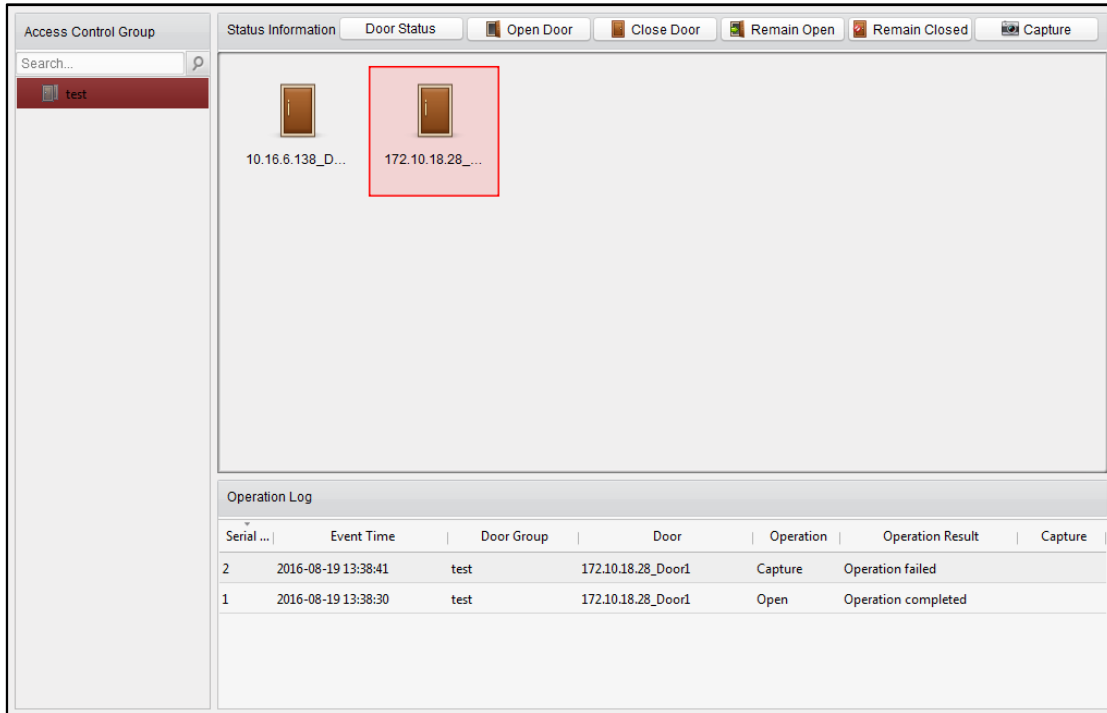 Access Control Group
Search...
test
Status Information Door Status Open Door Close Door Remain Open Remain Closed Capture
10.16.6.138_D... 172.10.18.28_...
Operation Log
Serial ... Event Time Door Group Door Operation Operation Result Capture
2 2016-08-19 13:38:41 test 172.10.18.28_Door1 Capture Operation failed
1 2016-08-19 13:38:30 test 172.10.18.28_Door1 Open Operation completed